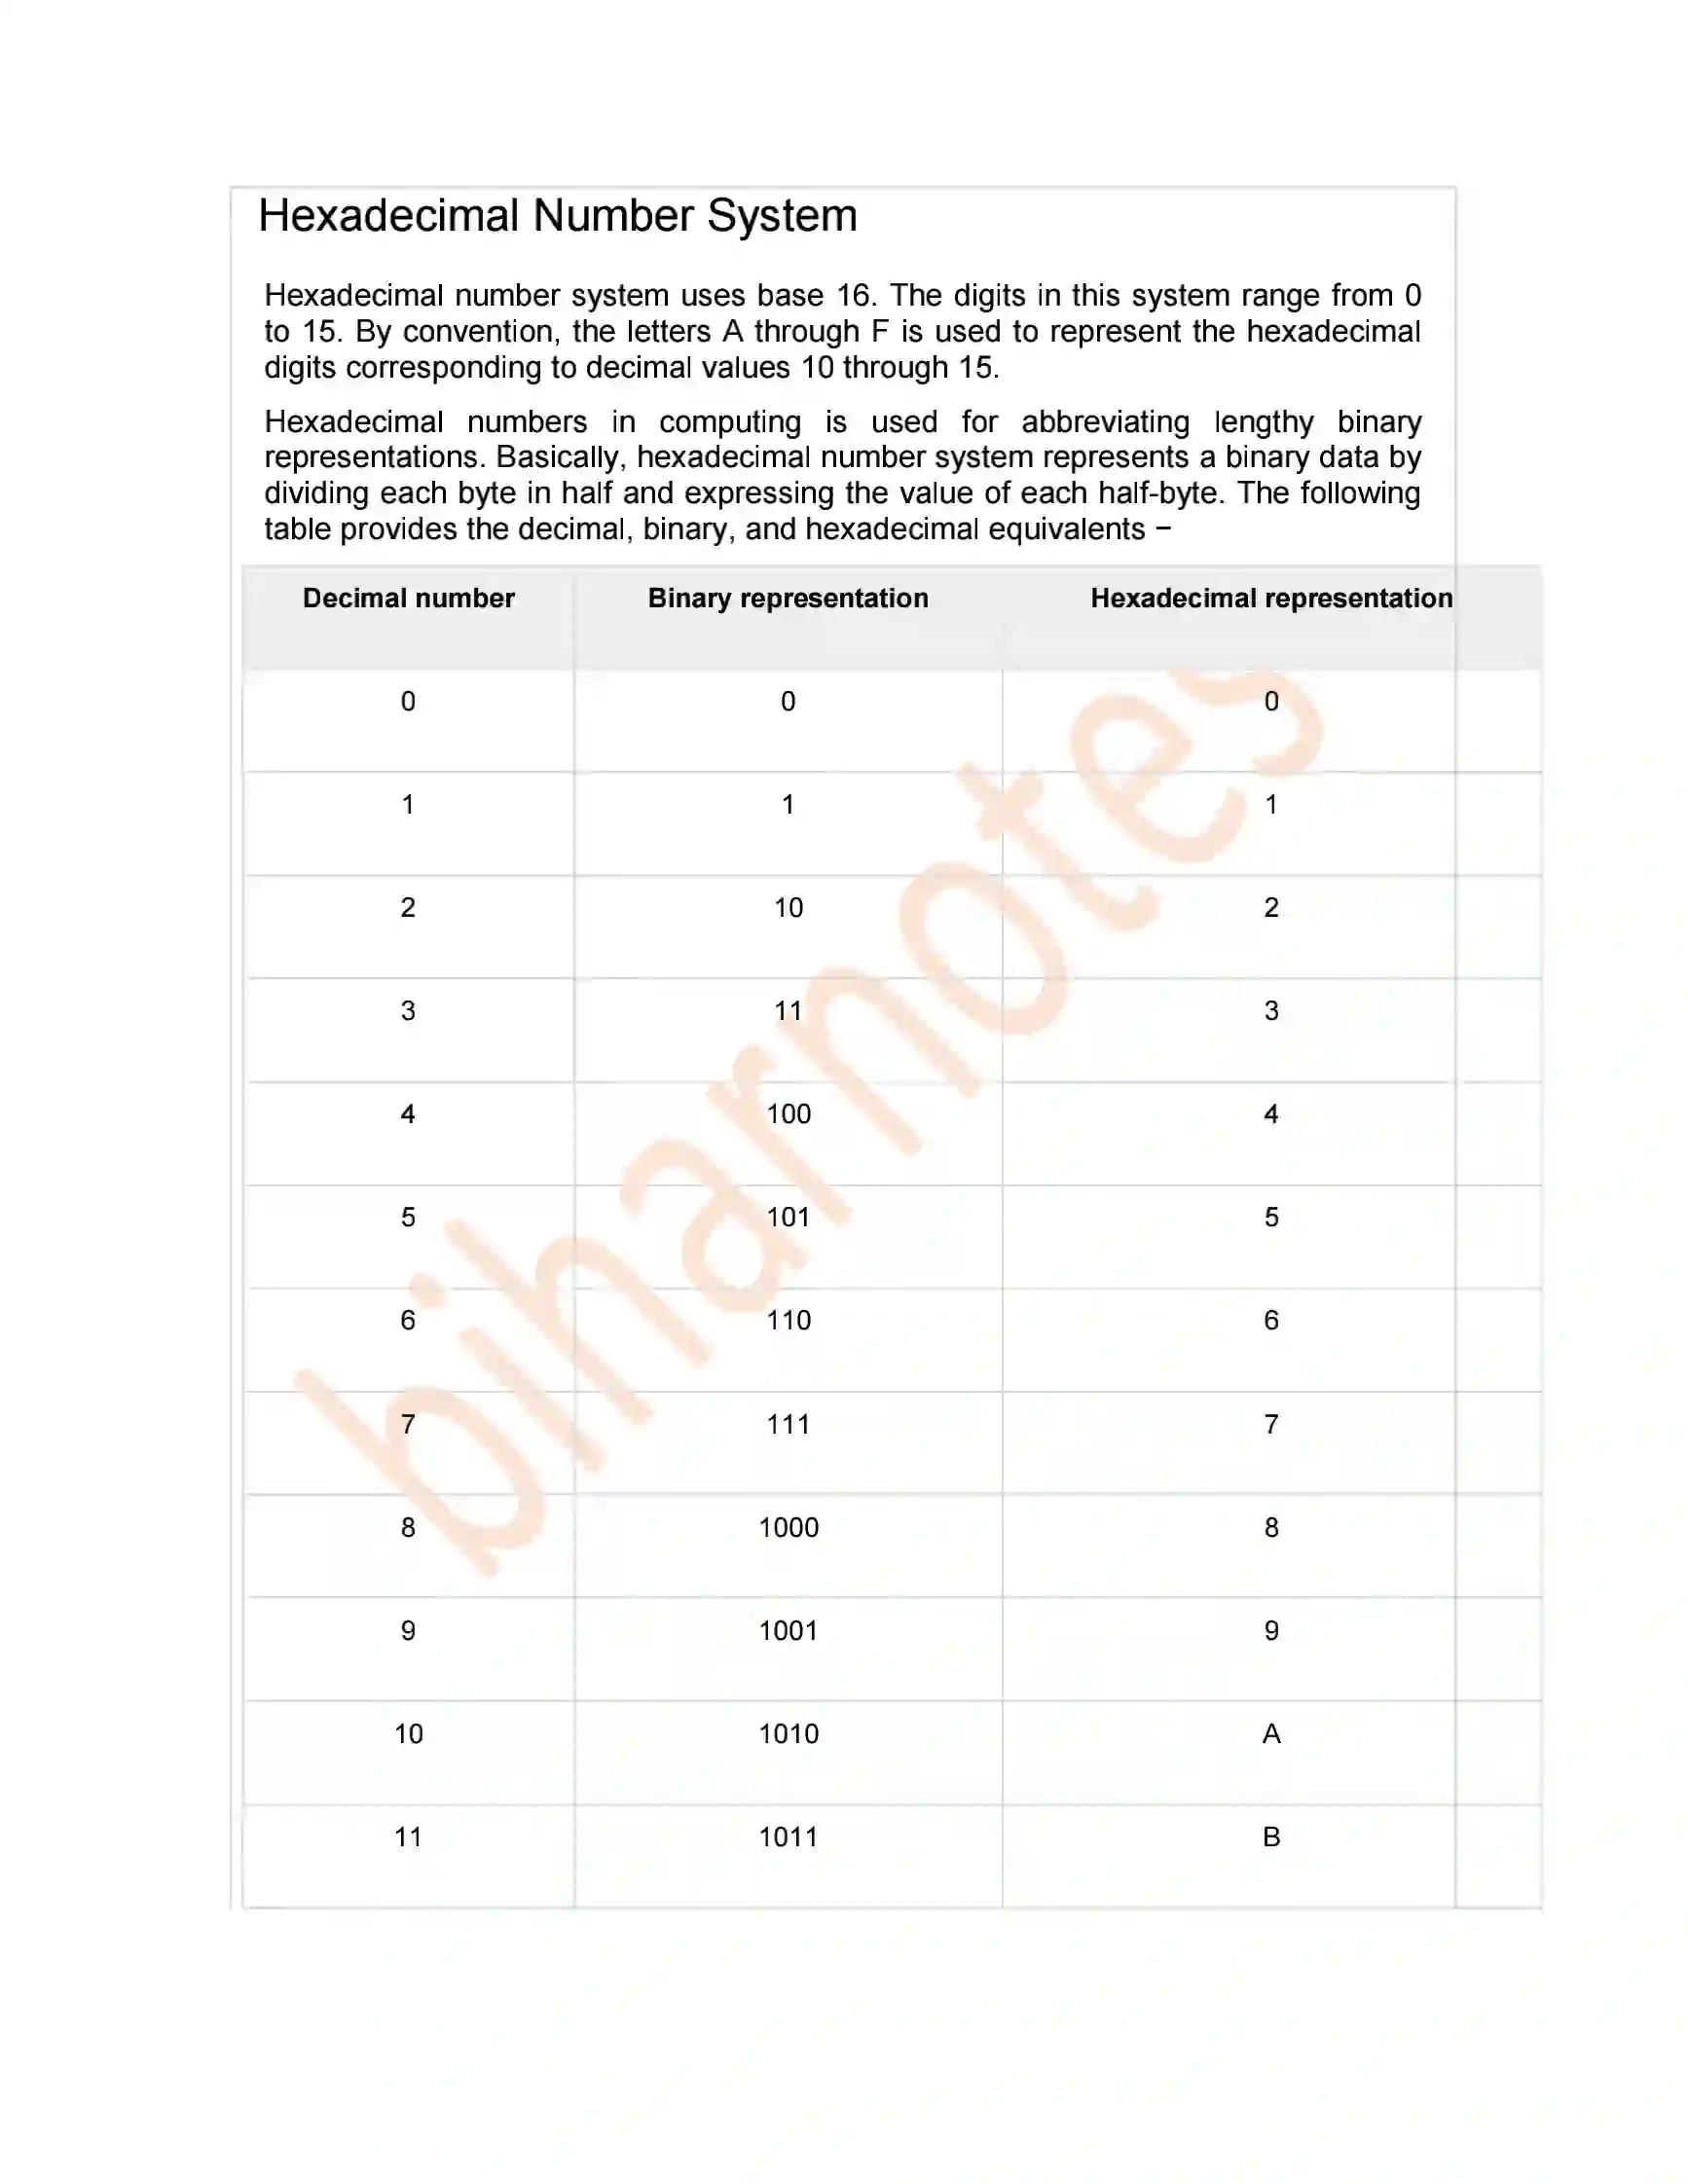 Hexadecimal Number System
Hexadecimal number system uses base 16. The digits in this system range from 0
to 15. By convention, the letters A through F is used to represent the hexadecimal
digits corresponding to decimal values 10 through 15.
Hexadecimal numbers in computing is used for abbreviating lengthy binary
representations. Basically, hexadecimal number system represents a binary data by
dividing each byte in half and expressing the value of each half-byte. The following
table provides the decimal, binary, and hexadecimal equivalents −
Decimal number Binary representation Hexadecimal representation
0 0 0
1 1 1
2 10 2
3 11 3
4 100 4
5 101 5
6 110 6
7 111 7
8 1000 8
9 1001 9
10 1010 A
11 1011 B
biharnotes